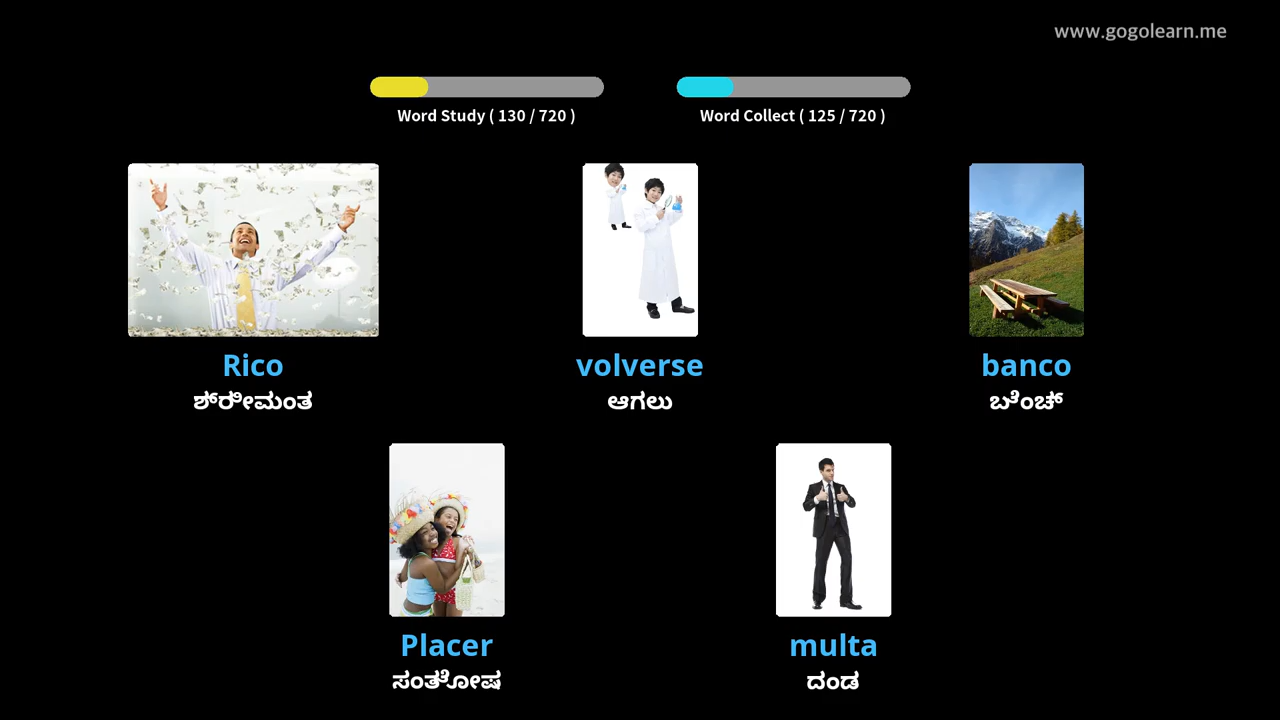 www.gogolearn.me
Word Study ( 130 / 720 )
Word Collect ( 125 / 720 )
Rico
ಶ್ರೀಮಂತ
volverse
ಆಗಲು
banco
ಬೆಂಚ್
Placer
ಸಂತೋಷ
multa
ದಂಡ